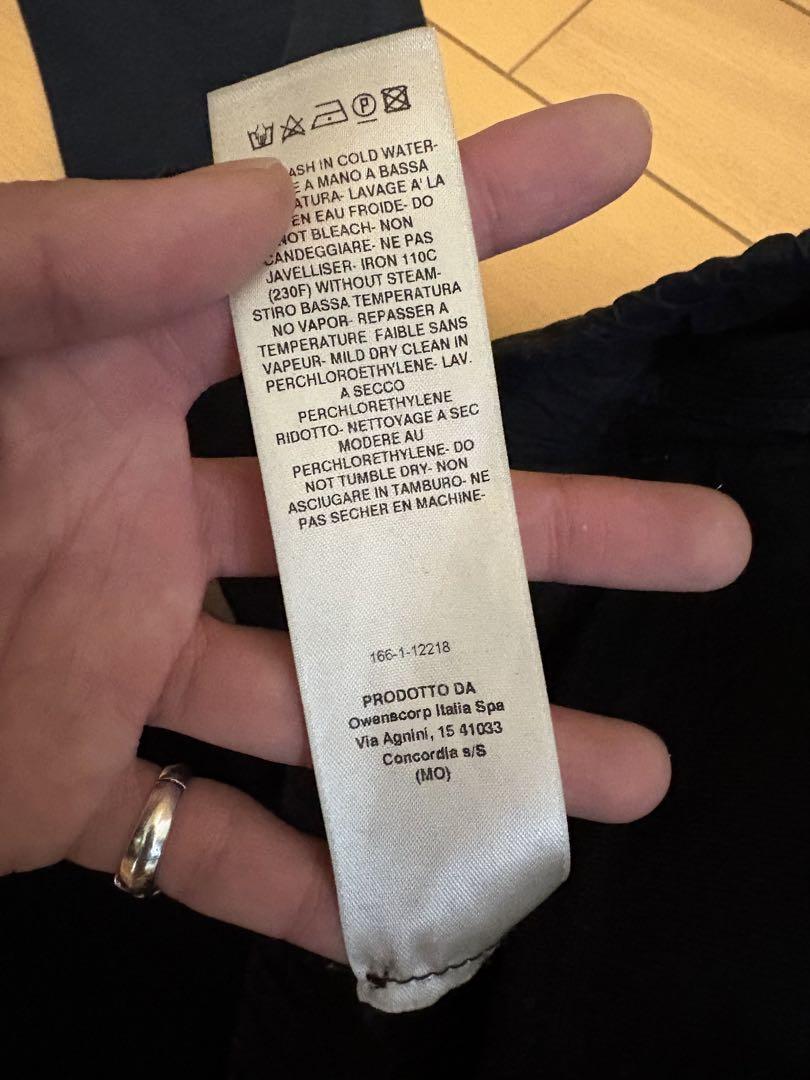 ASH IN COLD WATER-
E A MANO A BASSA
ATURA- LAVAGE A' LA
EN EAU FROIDE- DO
NOT BLEACH- NON
CANDEGGIARE- NE PAS
JAVELLISER- IRON 110C
(230F) WITHOUT STEAM-
STIRO BASSA TEMPERATURA
NO VAPOR- REPASSER A
TEMPERATURE FAIBLE SANS
VAPEUR- MILD DRY CLEAN IN
PERCHLOROETHYLENE- LAV.
A SECCO
PERCHLORETHYLENE
RIDOTTO- NETTOYAGE A SEC
MODERE AU
PERCHLORETHYLENE- DO
NOT TUMBLE DRY- NON
ASCIUGARE IN TAMBURO- NE
PAS SECHER EN MACHINE-
166-1-12218
PRODOTTO DA
Owenscorp Italia Spa
Via Agnini, 15 41033
Concordia s/S
(MO)